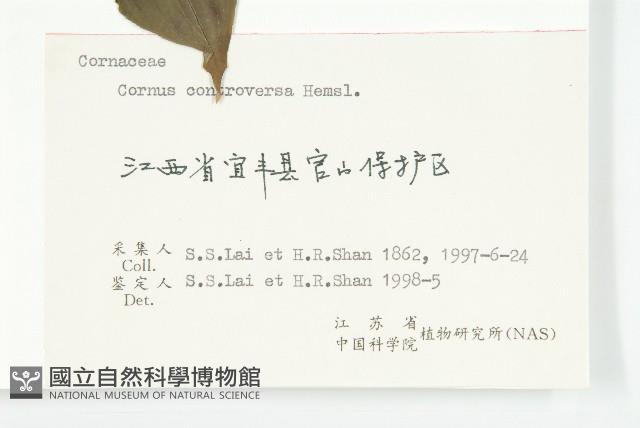 Cornaceae
Cornus controversa Hemsl.
江西省宜丰县官山保护区
采集人 S.S.Lai et H.R.Shan 1862, 1997-6-24
Coll.
鉴定人 S.S.Lai et H.R.Shan 1998-5
Det.
江苏省
中国科学院 植物研究所(NAS)
國立自然科學博物館
NATIONAL MUSEUM OF NATURAL SCIENCE